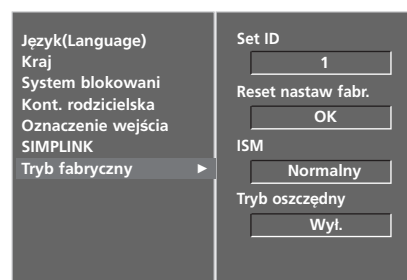 Język(Language)
Kraj
System blokowani
Kont. rodzicielska
Oznaczenie wejścia
SIMPLINK
Tryb fabryczny ►
Set ID
1
Reset nastaw fabr.
OK
ISM
Normalny
Tryb oszczędny
Wył.